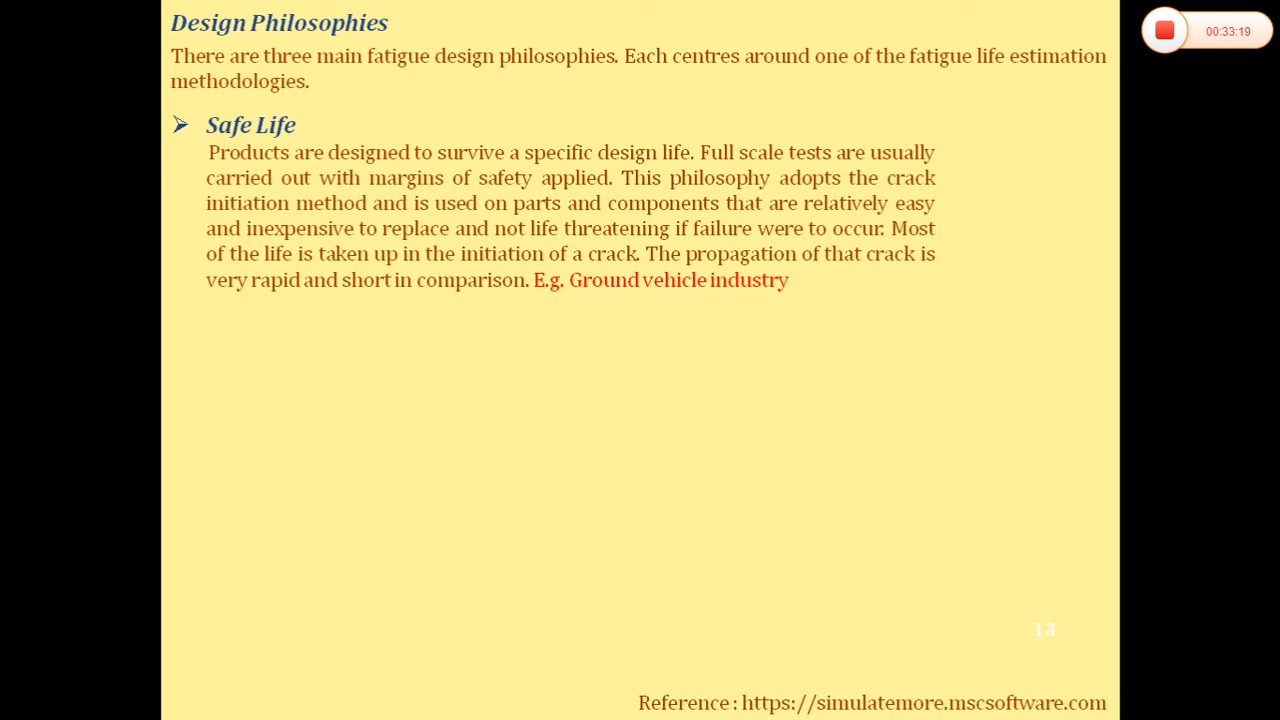 Design Philosophies
00:33:19
There are three main fatigue design philosophies. Each centres around one of the fatigue life estimation
methodologies.
Safe Life
Products are designed to survive a specific design life. Full scale tests are usually
carried out with margins of safety applied. This philosophy adopts the crack
initiation method and is used on parts and components that are relatively easy
and inexpensive to replace and not life threatening if failure were to occur. Most
of the life is taken up in the initiation of a crack. The propagation of that crack is
very rapid and short in comparison. E.g. Ground vehicle industry
13
Reference : https://simulatemore.mscsoftware.com